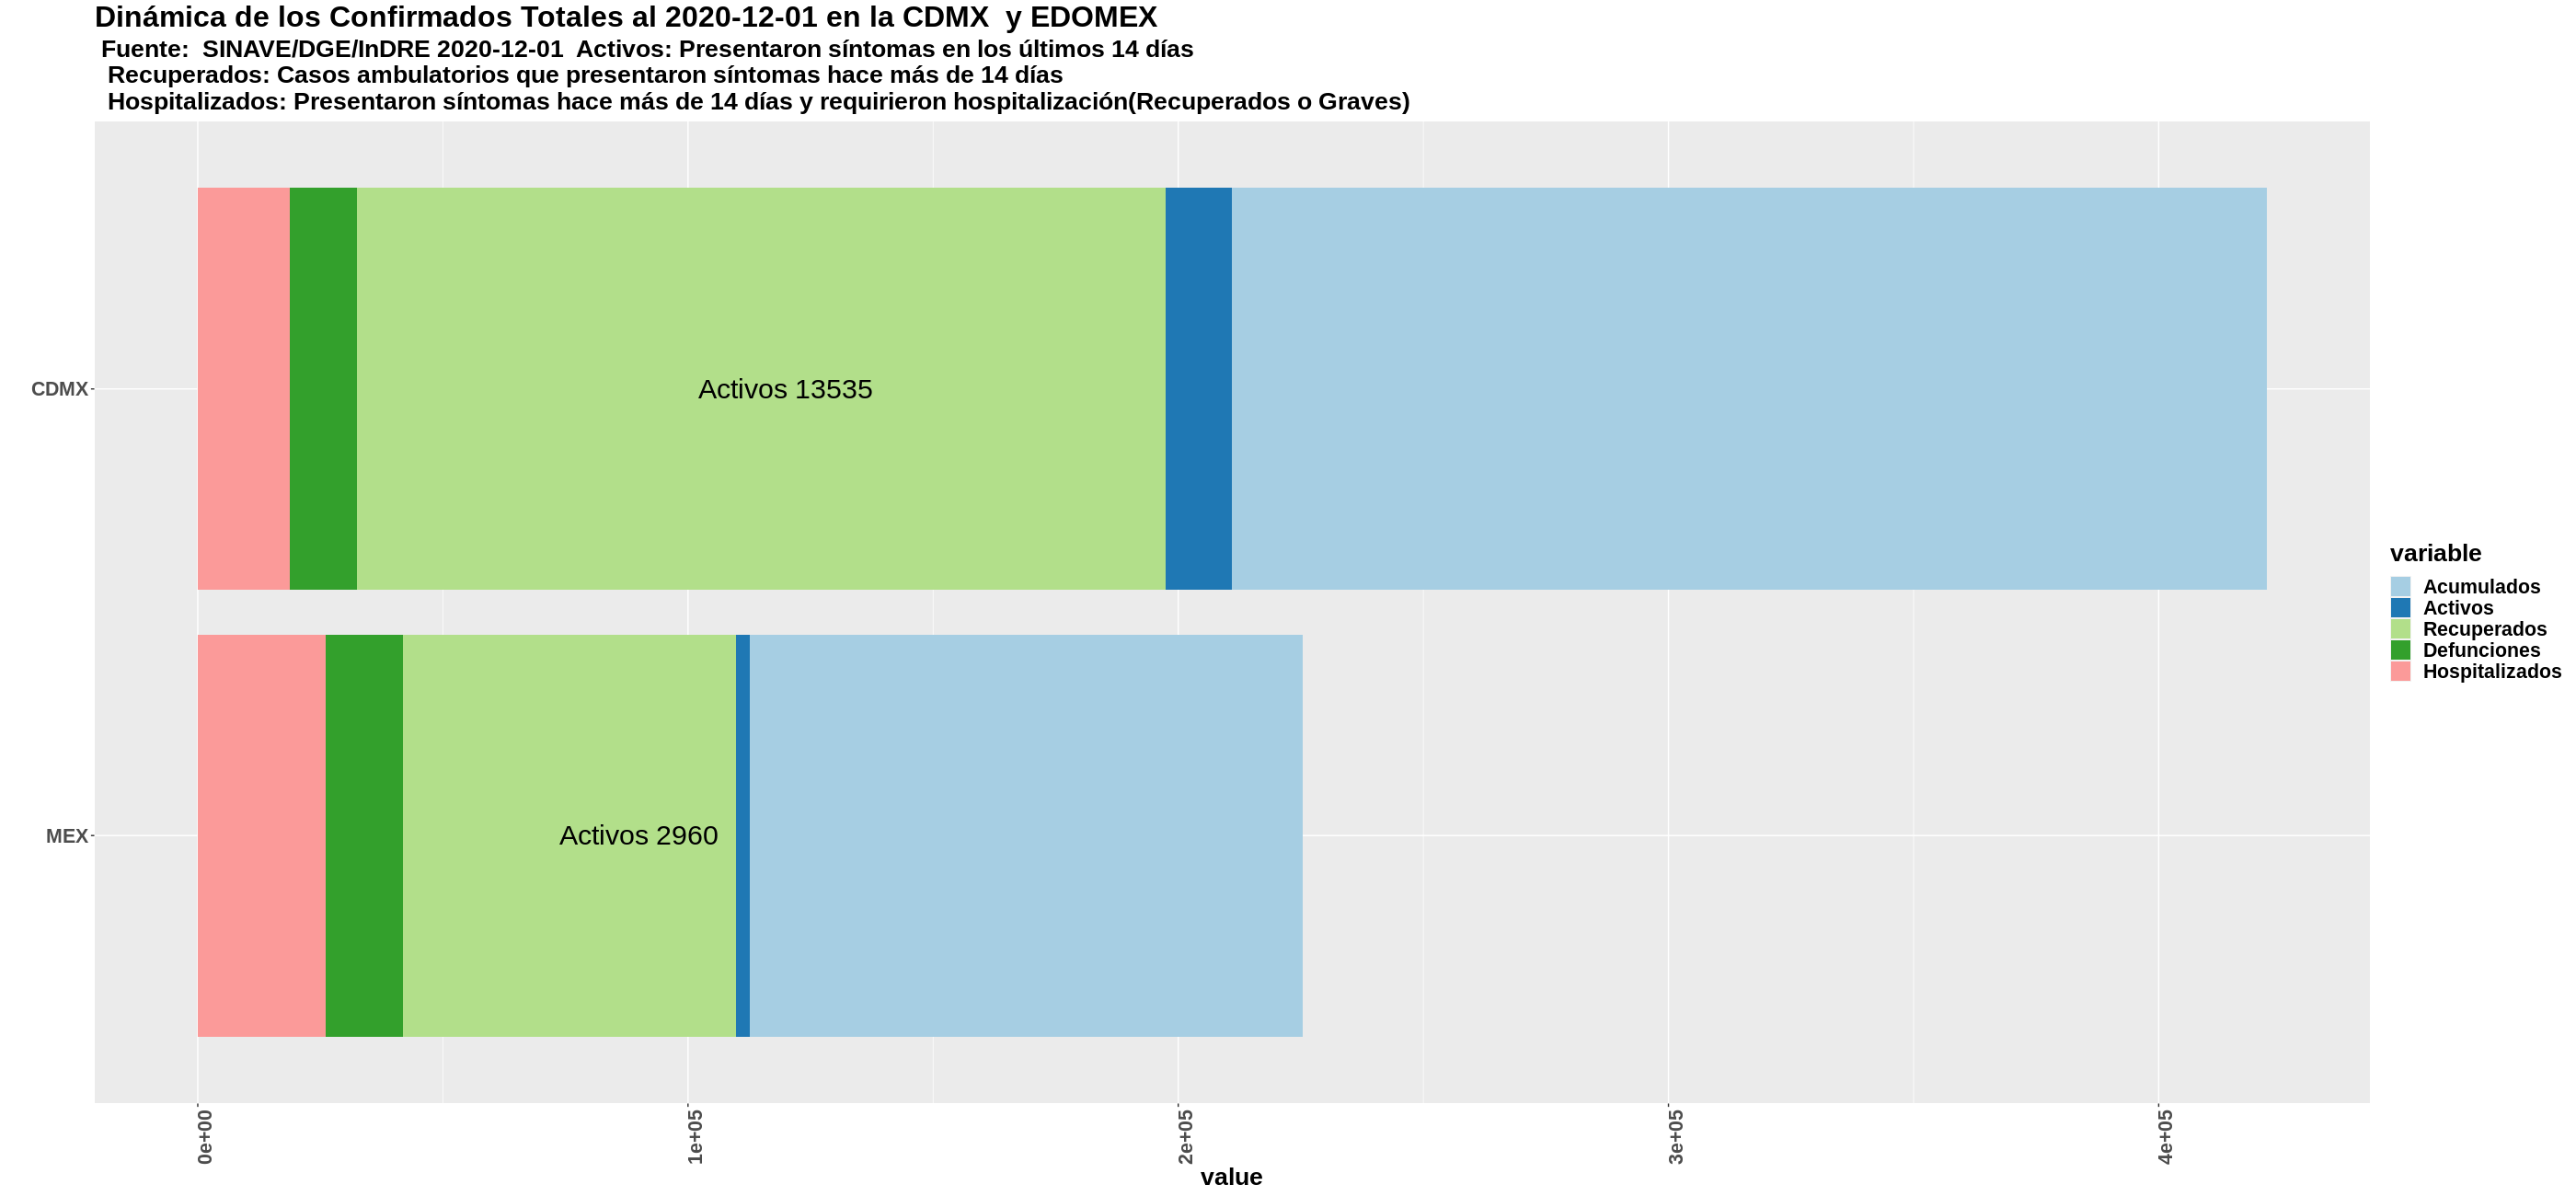 Dinámica de los Confirmados Totales al 2020-12-01 en la CDMX  y EDOMEX
Fuente:  SINAVE/DGE/InDRE 2020-12-01  Activos: Presentaron síntomas en los últimos 14 días
Recuperados: Casos ambulatorios que presentaron síntomas hace más de 14 días
Hospitalizados: Presentaron síntomas hace más de 14 días y requirieron hospitalización(Recuperados o Graves)
CDMX
Activos 13535
MEX
Activos 2960
0e+00
1e+05
2e+05
3e+05
4e+05
value
variable
Acumulados
Activos
Recuperados
Defunciones
Hospitalizados